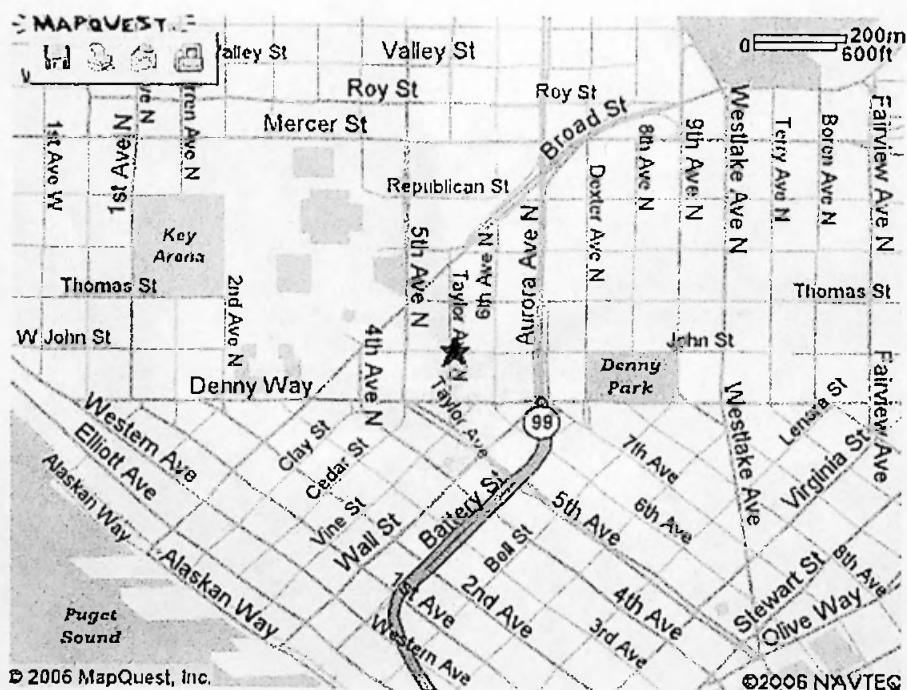 MAPQUEST
200m
0
600ft
alley St
Valley St
Roy St
Roy St
Mercer St
Broad St
1st Ave W
1st Ave N
ve N
rren Ave N
Republican St
Dexter Ave N
8th Ave N
9th Ave N
Westlake Ave N
Terry Ave N
Boren Ave N
Fairview Ave N
Key
Arena
5th Ave N
Aurora Ave N
Thomas St
Thomas St
2nd Ave N
4th Ave N
W John St
John St
Denny Way
Denny
Park
Taylor Ave
99
Western Ave
Elliott Ave
Alaskan Way
Alaskan Way
Clay St
Cedar St
Vine St
Wall St
Battery St
Bell St
7th Ave
6th Ave
5th Ave
4th Ave
3rd Ave
2nd Ave
1st Ave
Western Ave
Westlake Ave
Lenora St
Virginia St
Fairview Ave
8th Ave
Stewart St
Olive Way
Puget
Sound
© 2006 MapQuest, Inc.
©2006 NAVTEQ